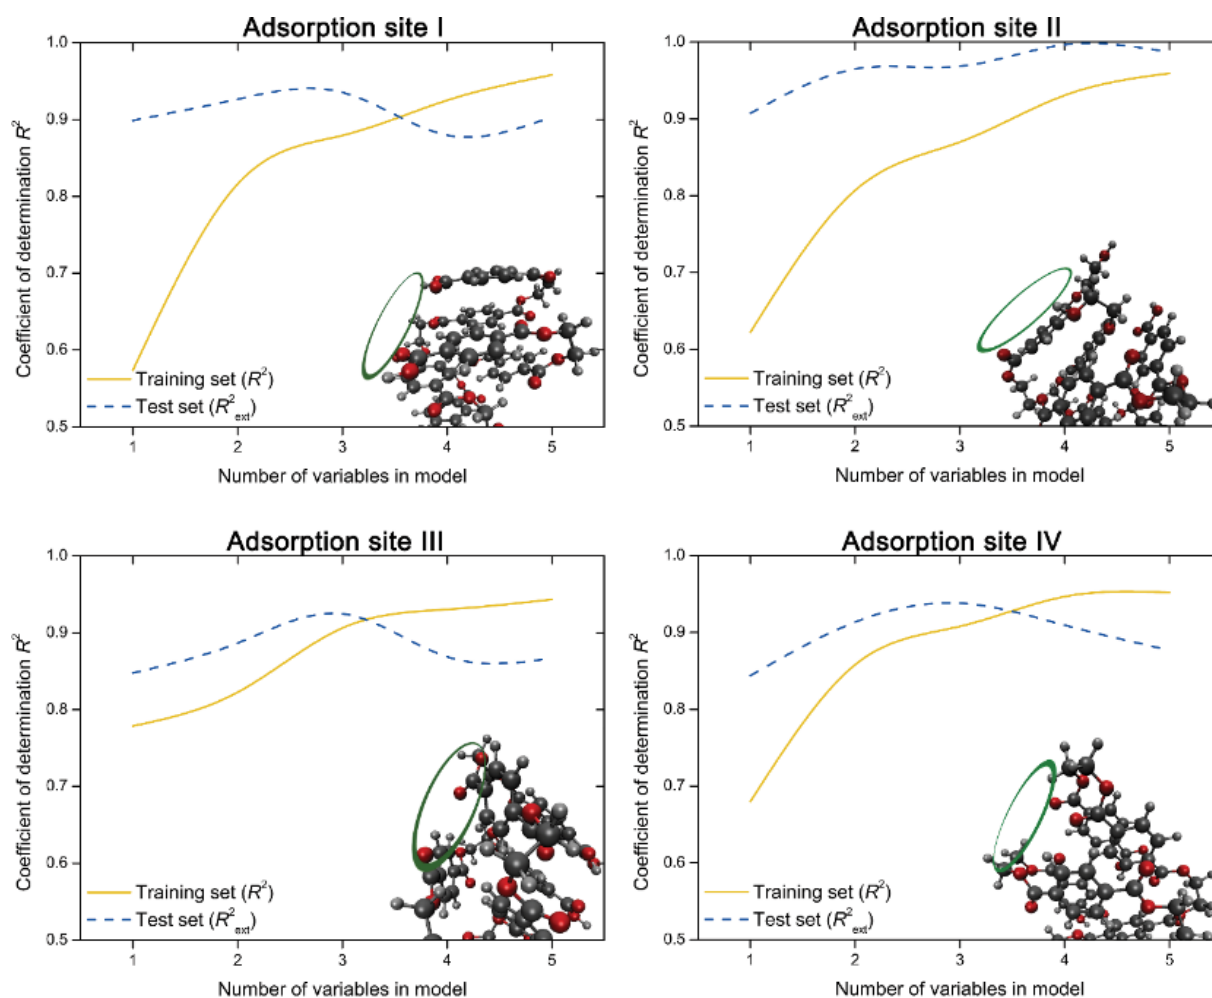 Adsorption site I
Coefficient of determination R²
1.0
0.9
0.8
0.7
0.6
0.5
Training set (R²)
Test set (R²ext)
1 2 3 4 5
Number of variables in model
Adsorption site II
Coefficient of determination R²
1.0
0.9
0.8
0.7
0.6
0.5
Training set (R²)
Test set (R²ext)
1 2 3 4 5
Number of variables in model
Adsorption site III
Coefficient of determination R²
1.0
0.9
0.8
0.7
0.6
0.5
Training set (R²)
Test set (R²ext)
1 2 3 4 5
Number of variables in model
Adsorption site IV
Coefficient of determination R²
1.0
0.9
0.8
0.7
0.6
0.5
Training set (R²)
Test set (R²ext)
1 2 3 4 5
Number of variables in model